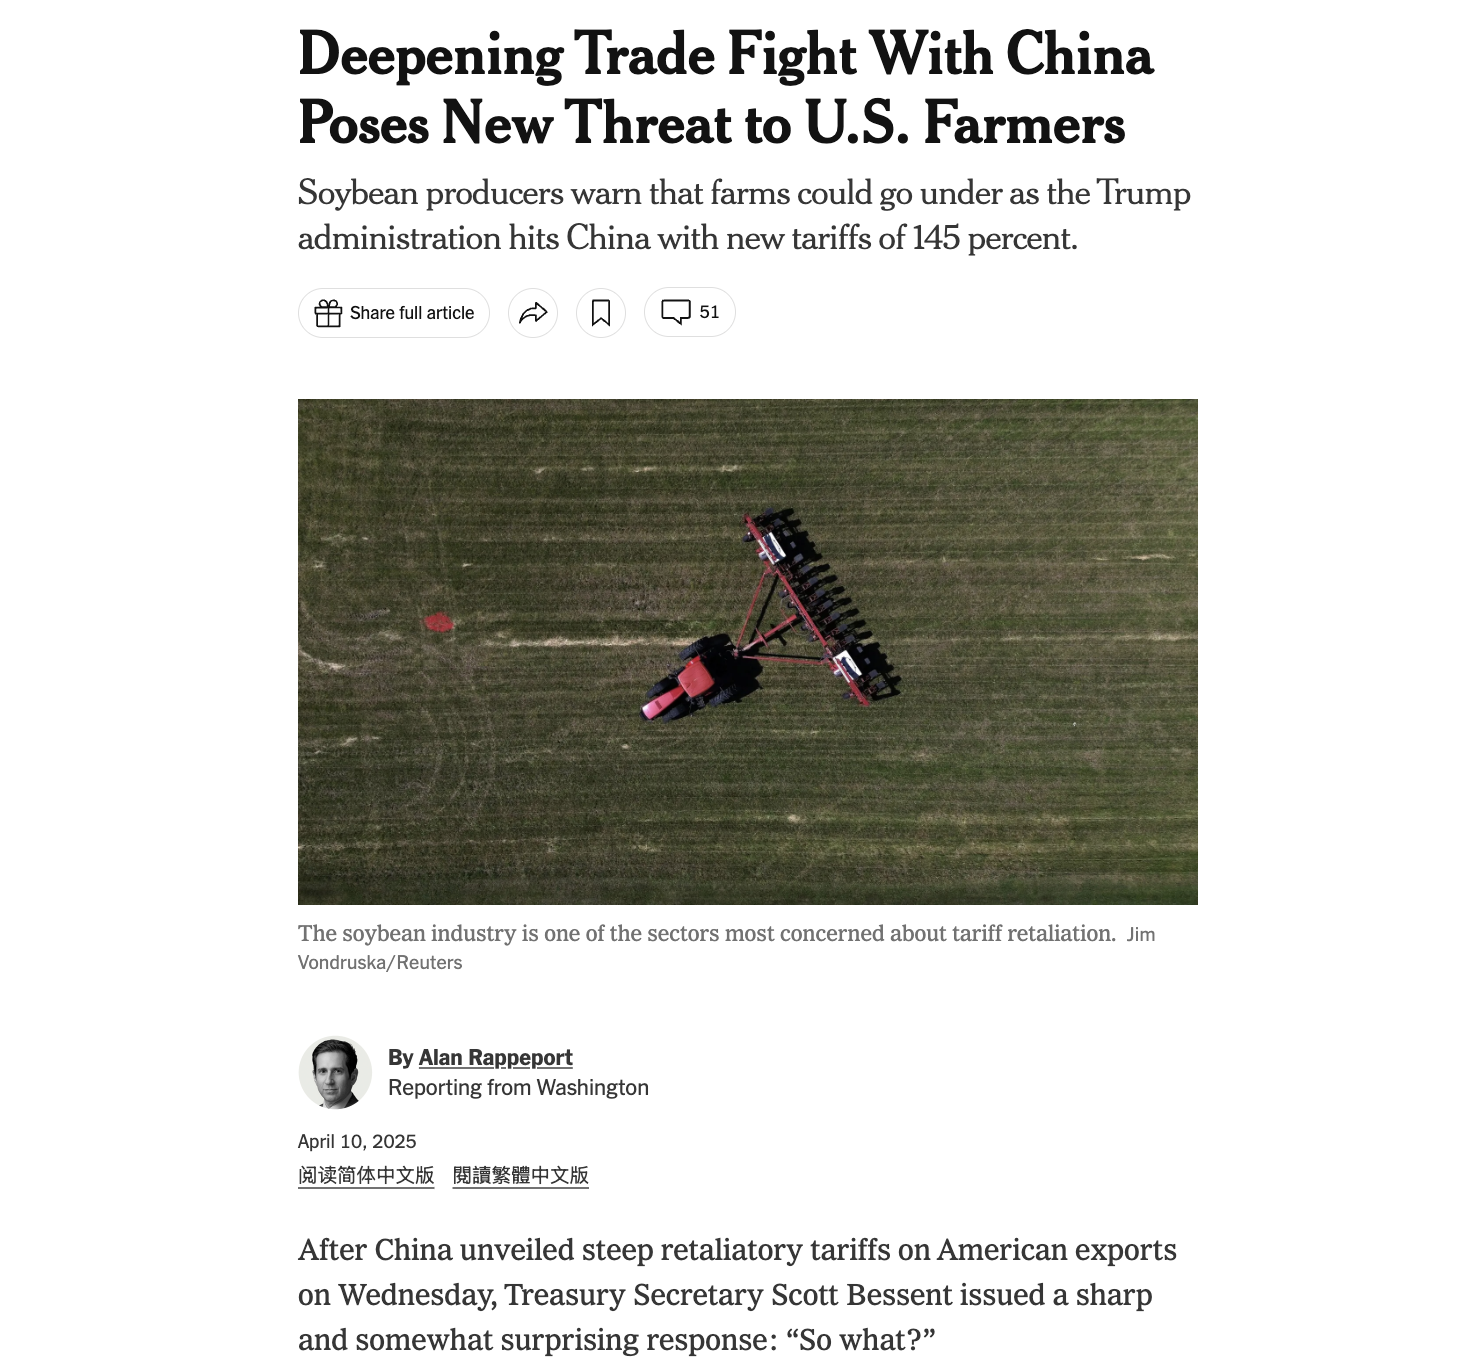 Deepening Trade Fight With China
Poses New Threat to U.S. Farmers
Soybean producers warn that farms could go under as the Trump
administration hits China with new tariffs of 145 percent.
Share full article
51
The soybean industry is one of the sectors most concerned about tariff retaliation. Jim
Vondruska/Reuters
By Alan Rappeport
Reporting from Washington
April 10, 2025
阅读简体中文版 閱讀繁體中文版
After China unveiled steep retaliatory tariffs on American exports
on Wednesday, Treasury Secretary Scott Bessent issued a sharp
and somewhat surprising response: “So what?”